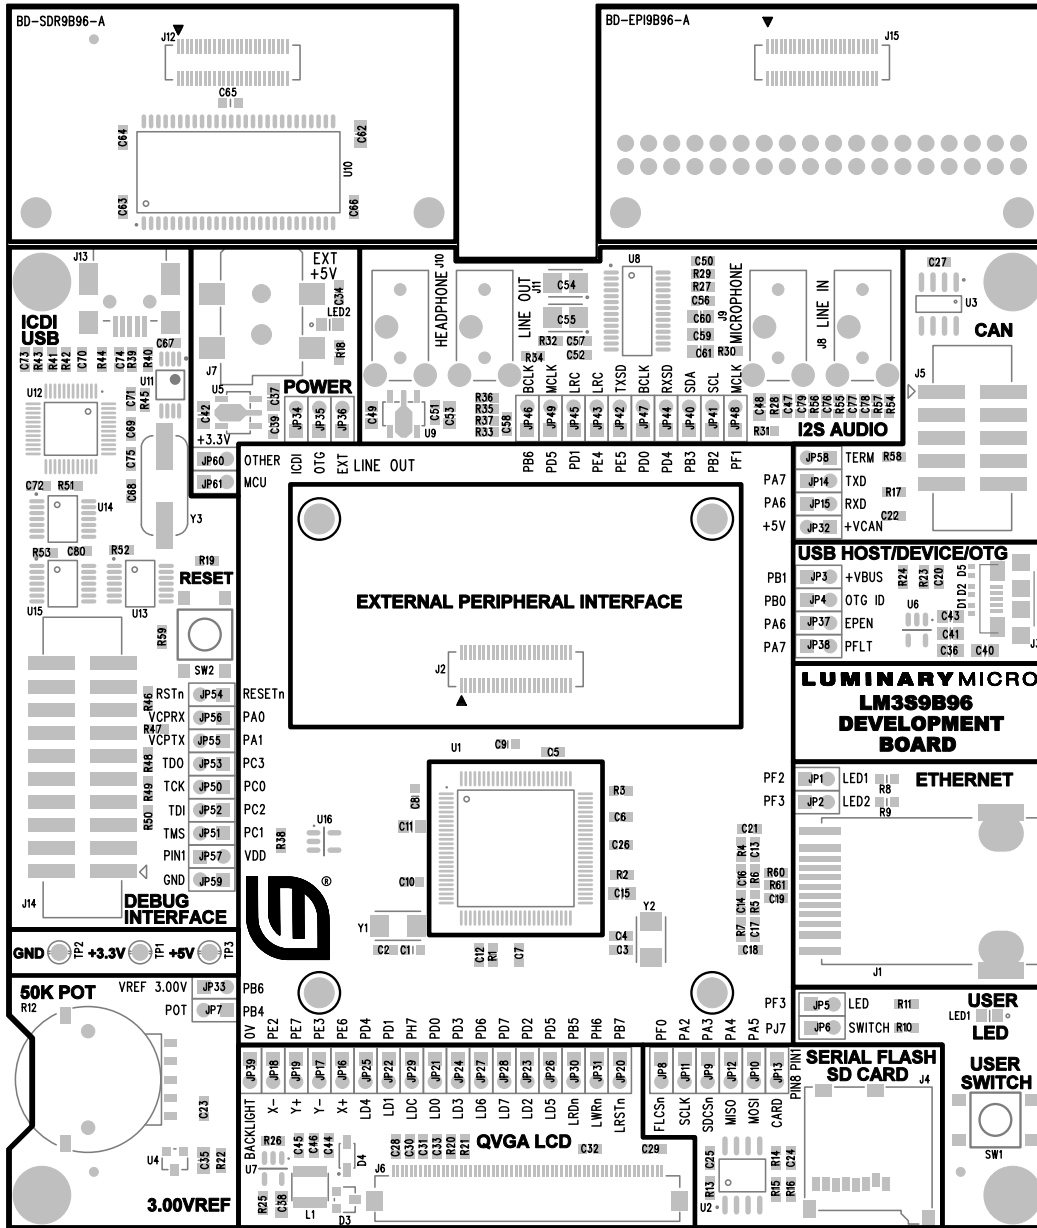 BD-SDR9B96-A
J12
C65
C64
C62
U10
C63
C66
BD-EPI9B96-A
J15
J13
ICDI
USB
C67
C73 R43 R41 R42 C70 R44 C74 R39 R40
U12
U11
C71
R45
C69
C75
C68
C72 R51
U14
Y3
R53 C80 R52
U15
U13
EXT
+5V
C34
LED2
R18
J7
U5
POWER
C42
C37
C39
+3.3V
JP34 JP35 JP36
JP60 OTHER
JP61 MCU
ICDI OTG EXT
LINE OUT
HEADPHONE
J10
LINE OUT
J11
C54
C55
R32 C57
R34 C52
U8
C50
R29
R27
C56
C60
C59
C61 R30
J9
MICROPHONE
J8 LINE IN
C49
U9
C51
C53
R36
R35
R37
R33
C58
BCLK MCLK LRC LRC TXSD BCLK RXSD SDA SCL MCLK
JP46 JP49 JP45 JP43 JP42 JP47 JP44 JP40 JP41 JP48
PB6 PD5 PD1 PE4 PE5 PD0 PD4 PB3 PB2 PF1
C48 R28 C47 C79 R56 C76 R55 C77 C78 R57 R54
R31
I2S AUDIO
C27
U3
CAN
J5
JP58 TERM R58
PA7 JP14 TXD
PA6 JP15 RXD
+5V JP32 +VCAN
R17
C22
USB HOST/DEVICE/OTG
PB1 JP3 +VBUS
PB0 JP4 OTG ID
PA6 JP37 EPEN
PA7 JP38 PFLT
R24 R23 C20
D5
D1 D2
U6
C43
C41
C36 C40
LUMINARYMICRO
LM3S9B96
DEVELOPMENT
BOARD
R19
RESET
R59
SW2
EXTERNAL PERIPHERAL INTERFACE
J2
RSTn JP54 RESETn
VCPRX JP56 PA0
VCPTX JP55 PA1
TDO JP53 PC3
TCK JP50 PC0
TDI JP52 PC2
TMS JP51 PC1
PIN1 JP57 VDD
GND JP59
R46
R47
R48
R49
R50
J14
DEBUG
INTERFACE
U1
C9
C5
C8
C11
C10
R3
C6
C26
R2
C15
C4
C3
Y2
Y1
C2 C1
C12 R1 C7
R38
U16
®
PF2 JP1 LED1
PF3 JP2 LED2
R8
R9
ETHERNET
C21
R4 C13
C16 R6
C14 R5
R7 C17
C18
R60
R61
C19
J1
GND TP2 +3.3V TP1 +5V TP3
50K POT
R12
VREF 3.00V JP33 PB6
POT JP7 PB4
C23
U4
C35 R22
3.00VREF
0V PE2 PE7 PE3 PE6 PD4 PD1 PH7 PD0 PD3 PD6 PD7 PD2 PD5 PB5 PH6 PB7
JP39 JP18 JP19 JP17 JP16 JP25 JP22 JP29 JP21 JP24 JP27 JP28 JP23 JP26 JP30 JP31 JP20
BACKLIGHT X- Y+ Y- X+ LD4 LD1 LDC LD0 LD3 LD6 LD7 LD2 LD5 LRDn LWRn LRSTn
R26
U7
C45 C46 C44
D4
R25
C38
L1
D3
C28 C30 C31 C33 R20 R21
QVGA LCD
C32
C29
J6
PF0 PA2 PA3 PA4 PA5
JP8 JP11 JP9 JP12 JP10 JP13
PIN8 PIN1
FLCSn SCLK SDCSn MISO MOSI CARD
C25
R13
U2
R14 C24
R15 R16
PF3 JP5 LED R11
PJ7 JP6 SWITCH R10
SERIAL FLASH
SD CARD
J4
USER
LED1
LED
USER
SWITCH
SW1